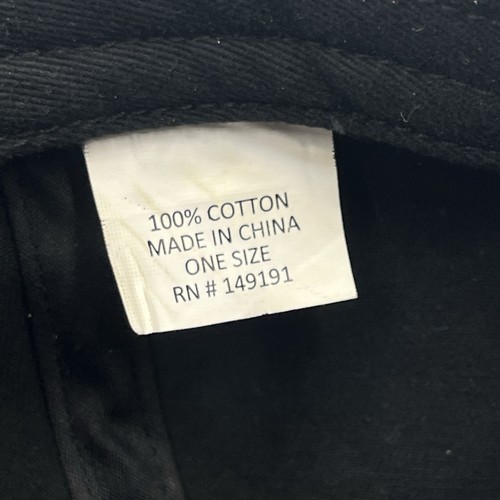 100% COTTON
MADE IN CHINA
ONE SIZE
RN # 149191